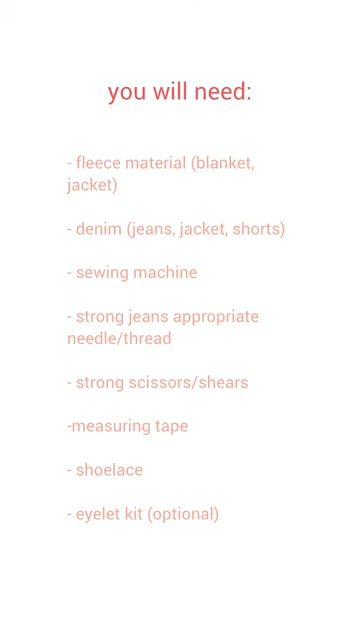 you will need:
- fleece material (blanket,
jacket)
- denim (jeans, jacket, shorts)
- sewing machine
- strong jeans appropriate
needle/thread
- strong scissors/shears
-measuring tape
- shoelace
- eyelet kit (optional)